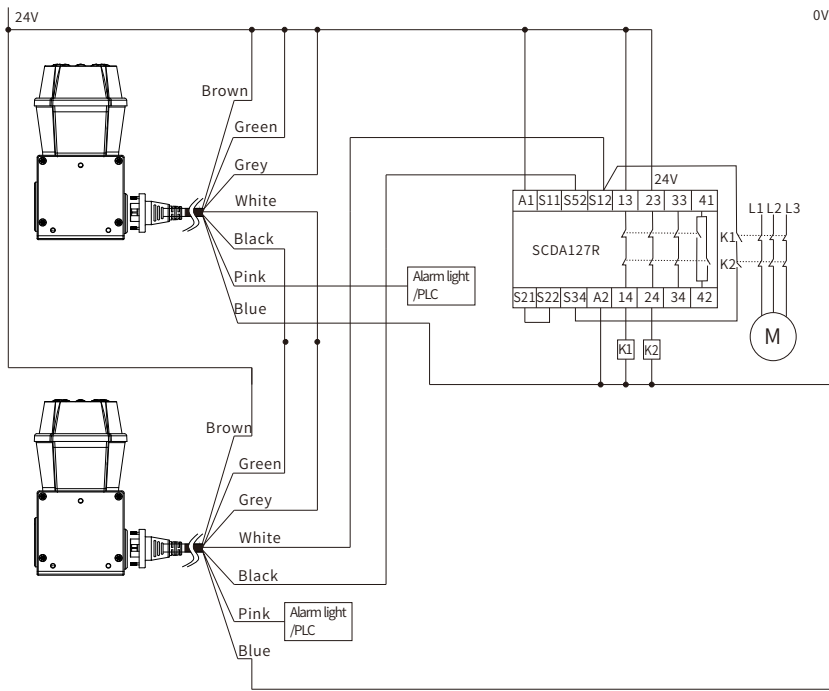 24V
0V
Brown
Green
Grey
White
Black
Pink
Blue
Alarm light
/PLC
24V
A1 S11 S52 S12 13 23 33 41
SCDA127R
S21 S22 S34 A2 14 24 34 42
K1
K2
K1
K2
L1 L2 L3
M
Brown
Green
Grey
White
Black
Pink
Blue
Alarm light
/PLC